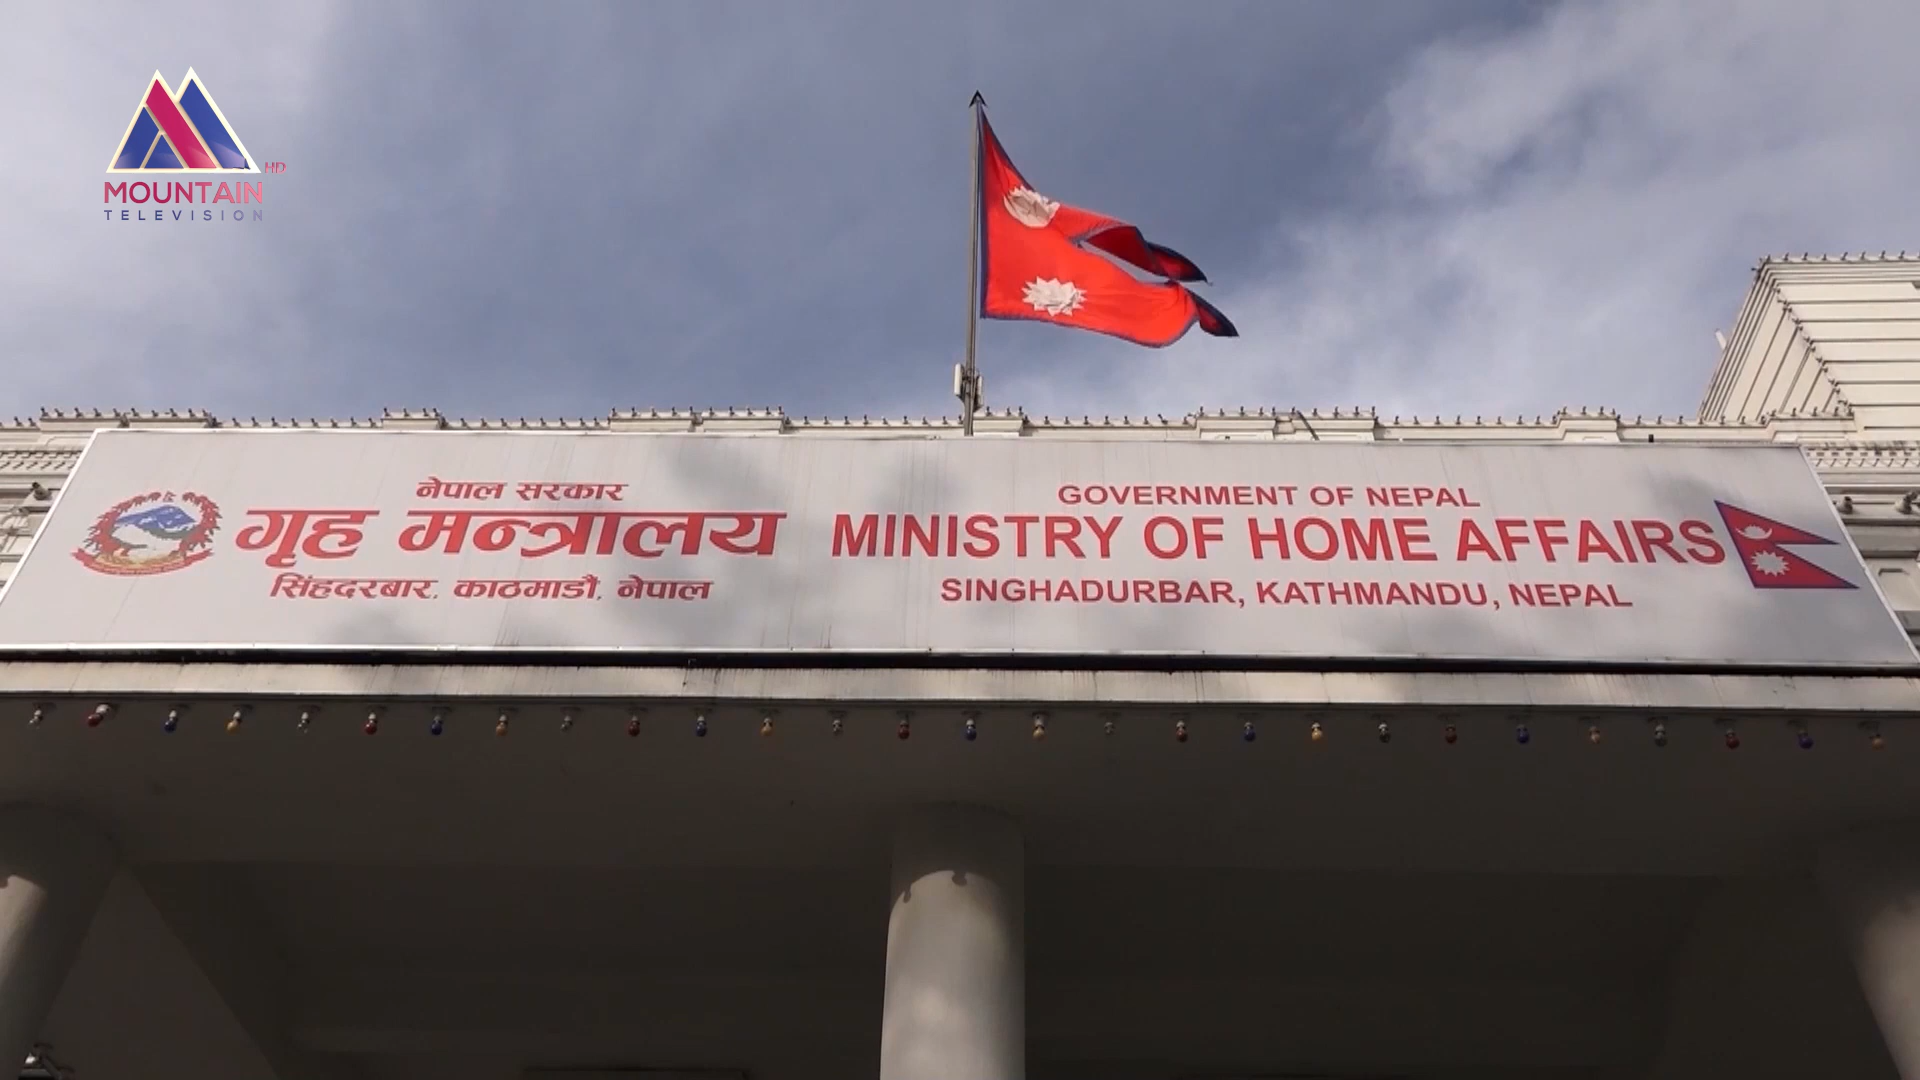 MOUNTAIN HD
TELEVISION
नेपाल सरकार
गृह मन्त्रालय
सिंहदरबार, काठमाडौं, नेपाल
GOVERNMENT OF NEPAL
MINISTRY OF HOME AFFAIRS
SINGHADURBAR, KATHMANDU, NEPAL